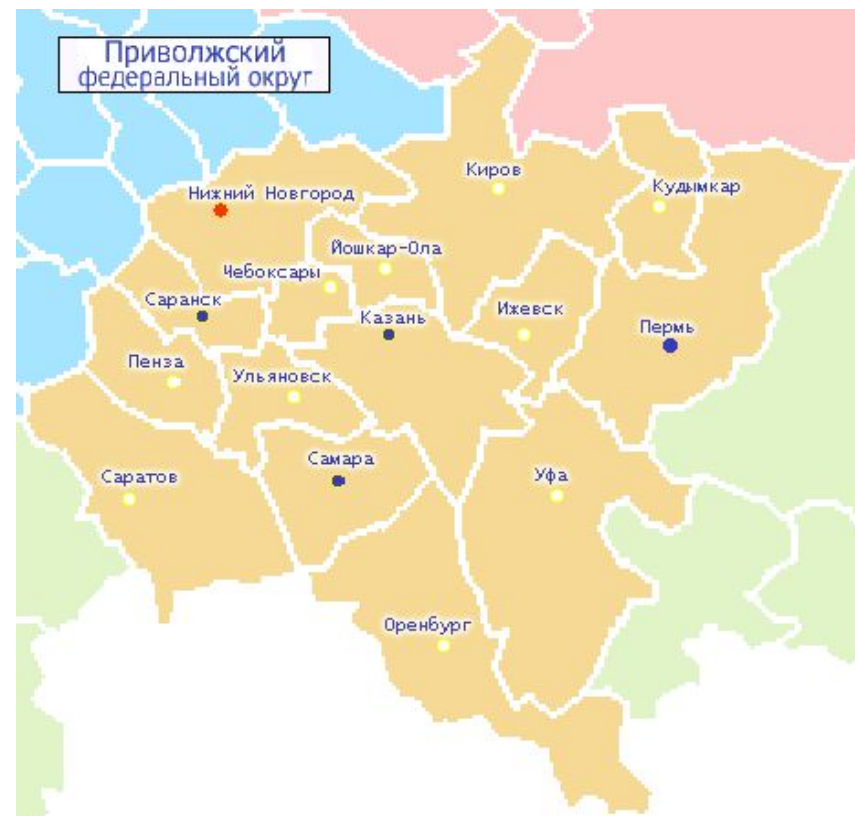 Приволжский
федеральный округ
Киров
Кудымкар
Нижний Новгород
Йошкар-Ола
Чебоксары
Саранск
Казань
Ижевск
Пермь
Пенза
Ульяновск
Самара
Саратов
Уфа
Оренбург